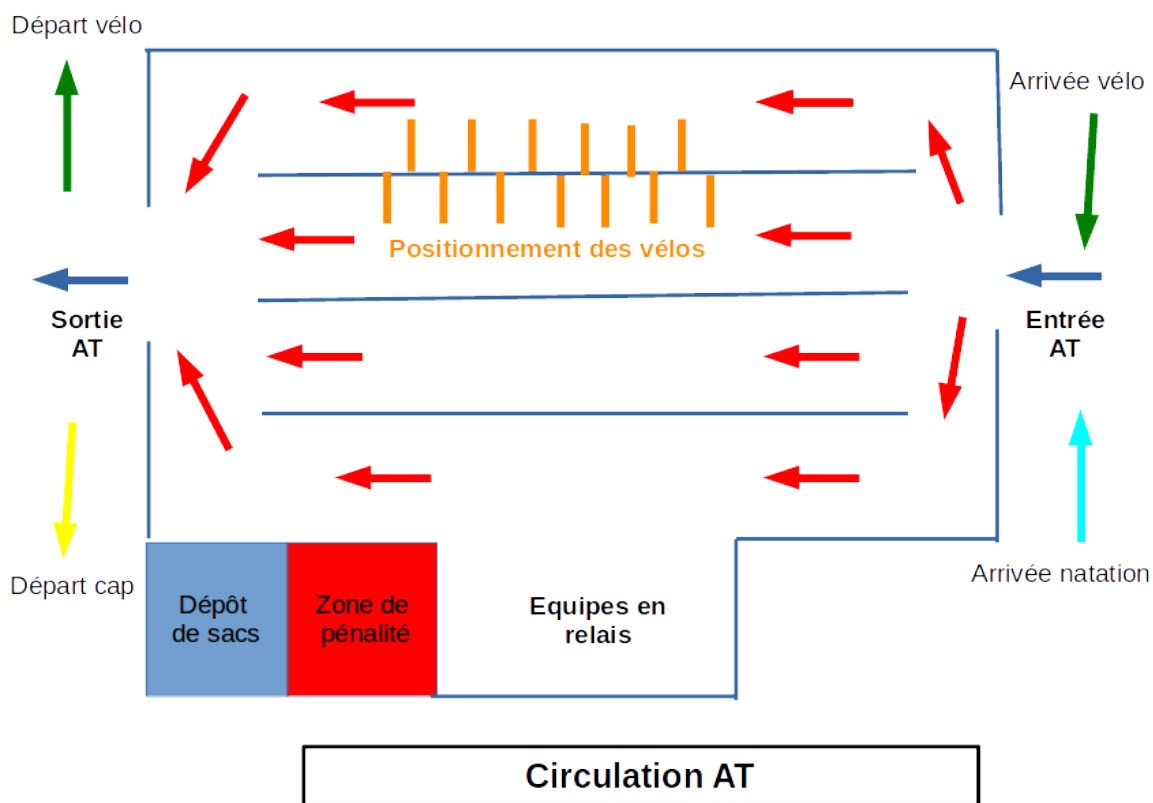 Départ vélo
Arrivée vélo
Positionnement des vélos
Sortie
AT
Entrée
AT
Départ cap
Arrivée natation
Dépôt
de sacs
Zone de
pénalité
Equipes en
relais
Circulation AT